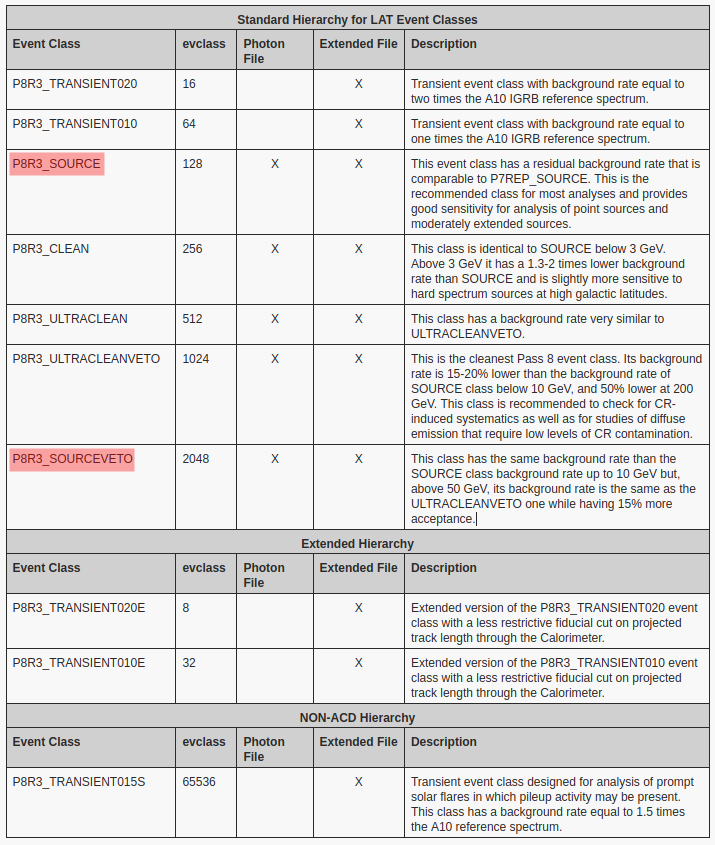 Standard Hierarchy for LAT Event Classes
Event Class evclass Photon File Extended File Description
P8R3_TRANSIENT020 16 X Transient event class with background rate equal to
two times the A10 IGRB reference spectrum.
P8R3_TRANSIENT010 64 X Transient event class with background rate equal to
one times the A10 IGRB reference spectrum.
P8R3_SOURCE 128 X X This event class has a residual background rate that is
comparable to P7REP_SOURCE. This is the
recommended class for most analyses and provides
good sensitivity for analysis of point sources and
moderately extended sources.
P8R3_CLEAN 256 X X This class is identical to SOURCE below 3 GeV.
Above 3 GeV it has a 1.3-2 times lower background
rate than SOURCE and is slightly more sensitive to
hard spectrum sources at high galactic latitudes.
P8R3_ULTRACLEAN 512 X X This class has a background rate very similar to
ULTRACLEANVETO.
P8R3_ULTRACLEANVETO 1024 X X This is the cleanest Pass 8 event class. Its background
rate is 15-20% lower than the background rate of
SOURCE class below 10 GeV, and 50% lower at 200
GeV. This class is recommended to check for CR-
induced systematics as well as for studies of diffuse
emission that require low levels of CR contamination.
P8R3_SOURCEVETO 2048 X X This class has the same background rate than the
SOURCE class background rate up to 10 GeV but,
above 50 GeV, its background rate is the same as the
ULTRACLEANVETO one while having 15% more
acceptance.
Extended Hierarchy
Event Class evclass Photon File Extended File Description
P8R3_TRANSIENT020E 8 X Extended version of the P8R3_TRANSIENT020 event
class with a less restrictive fiducial cut on projected
track length through the Calorimeter.
P8R3_TRANSIENT010E 32 X Extended version of the P8R3_TRANSIENT010 event
class with a less restrictive fiducial cut on projected
track length through the Calorimeter.
NON-ACD Hierarchy
Event Class evclass Photon File Extended File Description
P8R3_TRANSIENT015S 65536 X Transient event class designed for analysis of prompt
solar flares in which pileup activity may be present.
This class has a background rate equal to 1.5 times
the A10 reference spectrum.